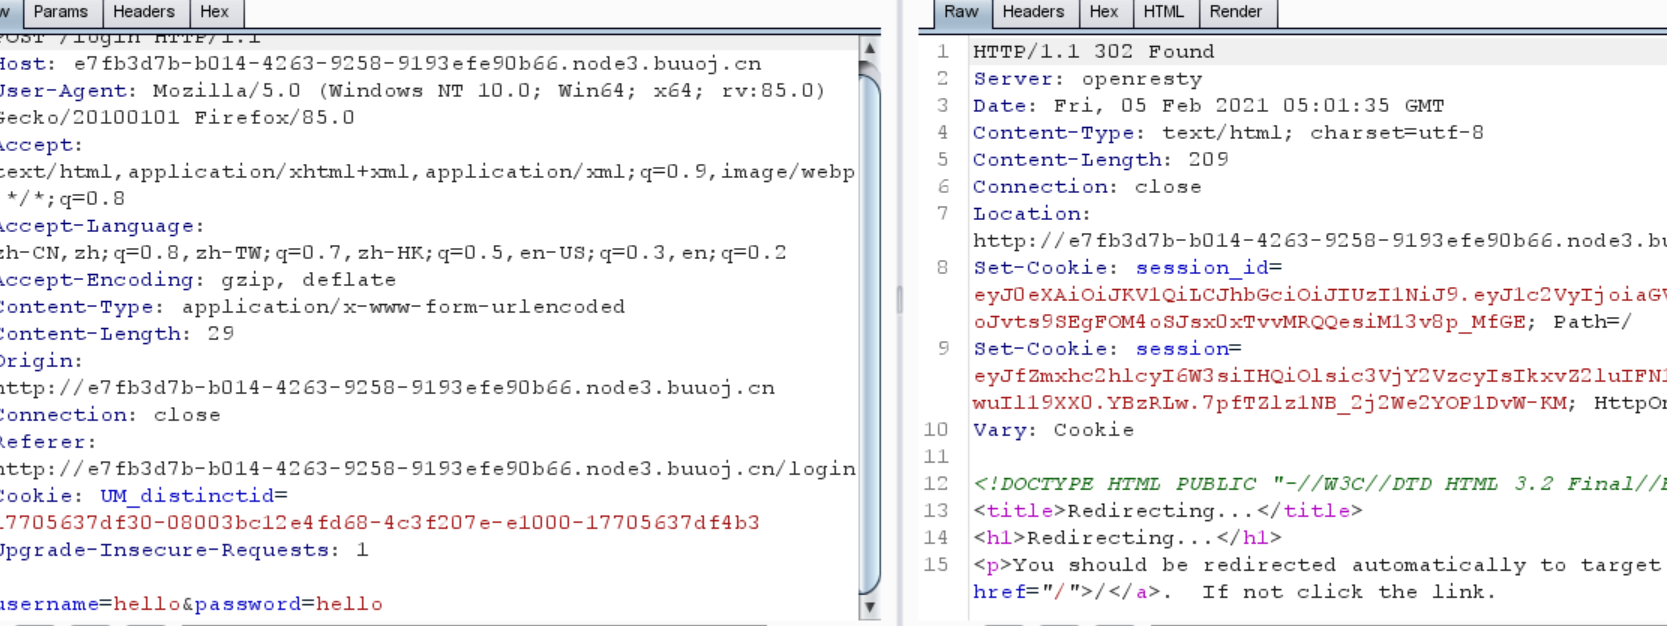 w Params Headers Hex
POST /login HTTP/1.1
Host: e7fb3d7b-b014-4263-9258-9193efe90b66.node3.buuoj.cn
User-Agent: Mozilla/5.0 (Windows NT 10.0; Win64; x64; rv:85.0)
Gecko/20100101 Firefox/85.0
Accept:
text/html,application/xhtml+xml,application/xml;q=0.9,image/webp
*/*;q=0.8
Accept-Language:
zh-CN,zh;q=0.8,zh-TW;q=0.7,zh-HK;q=0.5,en-US;q=0.3,en;q=0.2
Accept-Encoding: gzip, deflate
Content-Type: application/x-www-form-urlencoded
Content-Length: 29
Origin:
http://e7fb3d7b-b014-4263-9258-9193efe90b66.node3.buuoj.cn
Connection: close
Referer:
http://e7fb3d7b-b014-4263-9258-9193efe90b66.node3.buuoj.cn/login
Cookie: UM_distinctid=
17705637df30-08003bc12e4fd68-4c3f207e-e1000-17705637df4b3
Upgrade-Insecure-Requests: 1
username=hello&password=hello
Raw Headers Hex HTML Render
1 HTTP/1.1 302 Found
2 Server: openresty
3 Date: Fri, 05 Feb 2021 05:01:35 GMT
4 Content-Type: text/html; charset=utf-8
5 Content-Length: 209
6 Connection: close
7 Location:
http://e7fb3d7b-b014-4263-9258-9193efe90b66.node3.bu
8 Set-Cookie: session_id=
eyJ0eXAiOiJKV1QiLCJhbGciOiJIUzI1NiJ9.eyJ1c2VyIjoiaGV
oJvts9SEgFOM4oSJsx0xTvvMRQQesiM13v8p_MfGE; Path=/
9 Set-Cookie: session=
eyJfZmxhc2hlcyI6W3siIHQiOlsic3VjY2VzcyIsIkxvZ2luIFN1
wuIl19XX0.YBzRLw.7pfTZlz1NB_2j2We2YOP1DvW-KM; HttpOn
10 Vary: Cookie
11
12 <!DOCTYPE HTML PUBLIC "-//W3C//DTD HTML 3.2 Final//E
13 <title>Redirecting...</title>
14 <h1>Redirecting...</h1>
15 <p>You should be redirected automatically to target
href="/">/</a>. If not click the link.